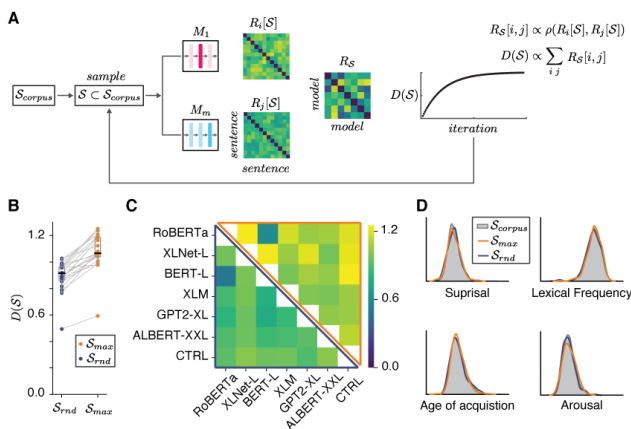 A
M₁
R_i[𝒮]
R_𝒮[i, j] ∝ ρ(R_i[𝒮], R_j[𝒮])
D(𝒮) ∝ ∑_{i j} R_𝒮[i, j]
sample
𝒮_corpus
𝒮 ⊂ 𝒮_corpus
R_𝒮
model
model
D(𝒮)
iteration
M_m
R_j[𝒮]
sentence
sentence
B
1.2
D(𝒮)
0.6
0.0
𝒮_max
𝒮_rnd
𝒮_rnd
𝒮_max
C
RoBERTa
XLNet-L
BERT-L
XLM
GPT2-XL
ALBERT-XXL
CTRL
RoBERTa
XLNet-L
BERT-L
XLM
GPT2-XL
ALBERT-XXL
CTRL
1.2
0.6
0.0
D
𝒮_corpus
𝒮_max
𝒮_rnd
Suprisal
Lexical Frequency
Age of acquistion
Arousal